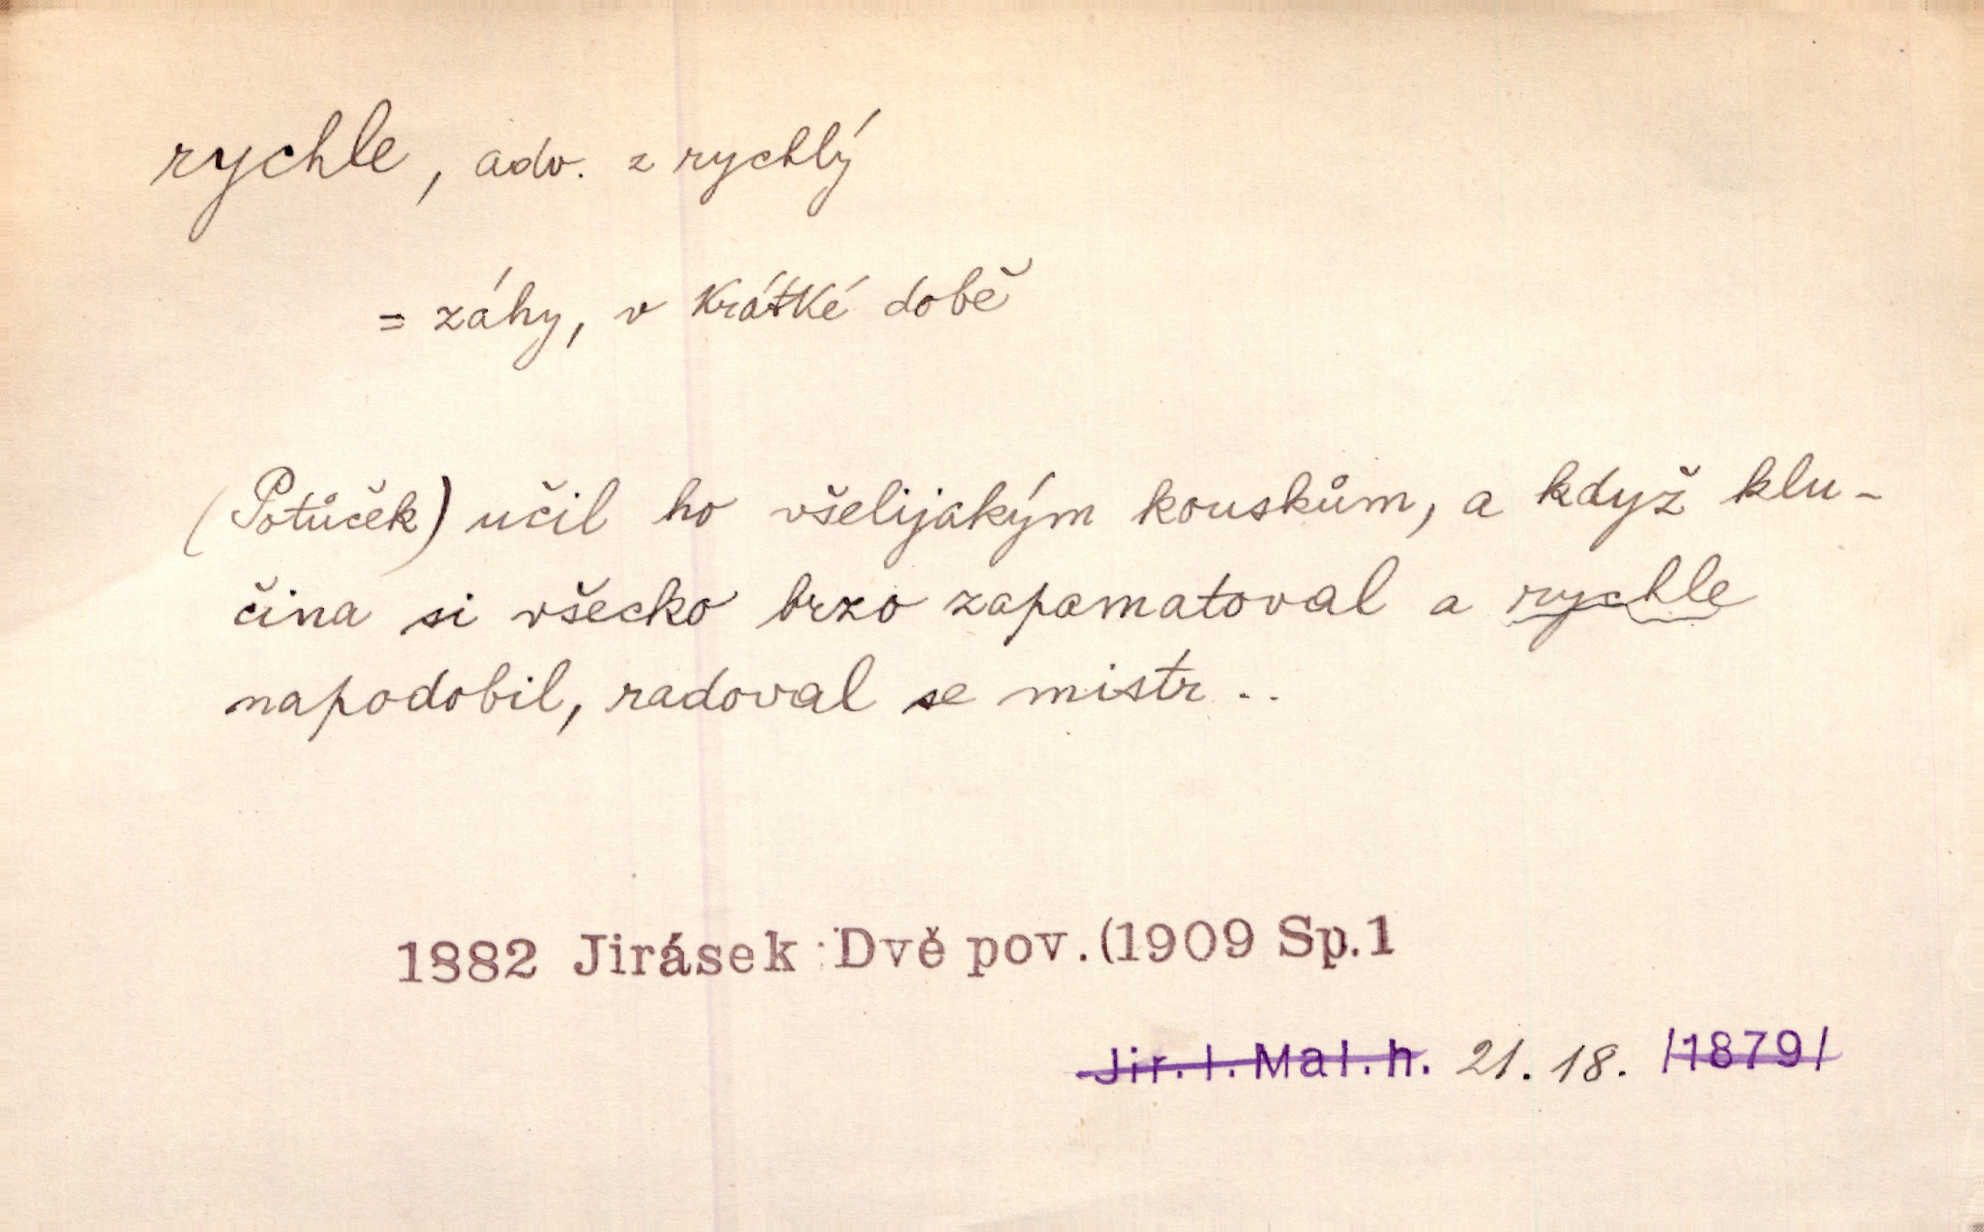 rychle, adv. z rychlý
= záhy, v krátké době
(Potůček) učil ho všelijakým kouskům, a když klu-
čina si všecko brzo zapamatoval a rychle
napodobil, radoval se mistr ..
1882 Jirásek Dvě pov. (1909 Sp.1
Jir. I. Mal. h. 21. 18. /1879/